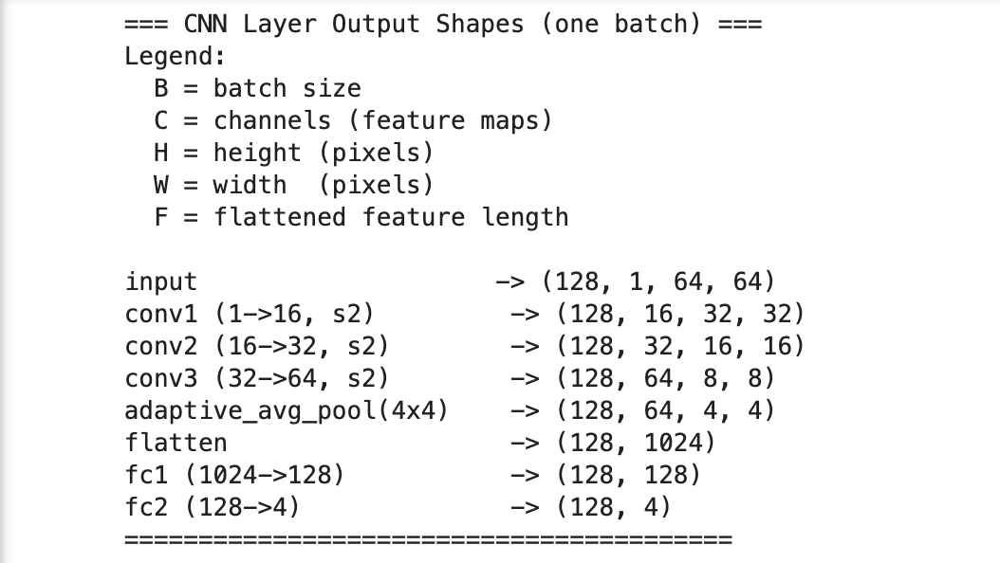 === CNN Layer Output Shapes (one batch) ===
Legend:
  B = batch size
  C = channels (feature maps)
  H = height (pixels)
  W = width  (pixels)
  F = flattened feature length

input                    -> (128, 1, 64, 64)
conv1 (1->16, s2)         -> (128, 16, 32, 32)
conv2 (16->32, s2)        -> (128, 32, 16, 16)
conv3 (32->64, s2)        -> (128, 64, 8, 8)
adaptive_avg_pool(4x4)    -> (128, 64, 4, 4)
flatten                   -> (128, 1024)
fc1 (1024->128)           -> (128, 128)
fc2 (128->4)              -> (128, 4)
=========================================